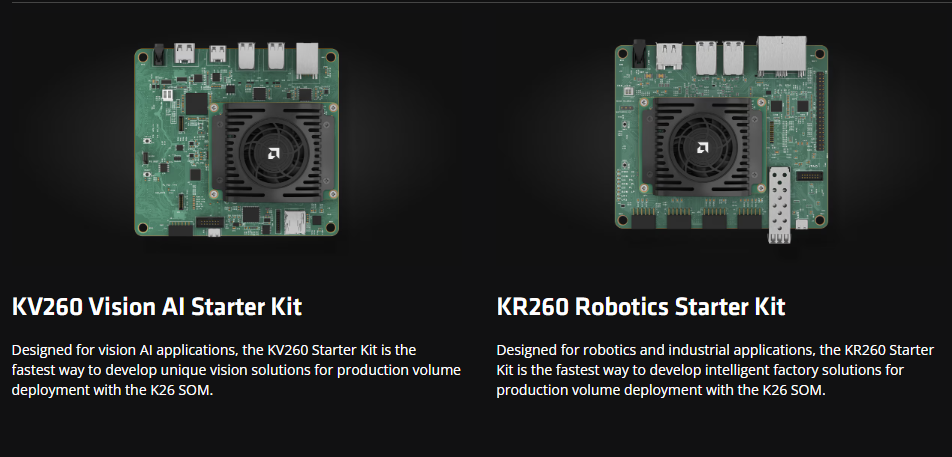 KV260 Vision AI Starter Kit
Designed for vision AI applications, the KV260 Starter Kit is the
fastest way to develop unique vision solutions for production volume
deployment with the K26 SOM.
KR260 Robotics Starter Kit
Designed for robotics and industrial applications, the KR260 Starter
Kit is the fastest way to develop intelligent factory solutions for
production volume deployment with the K26 SOM.